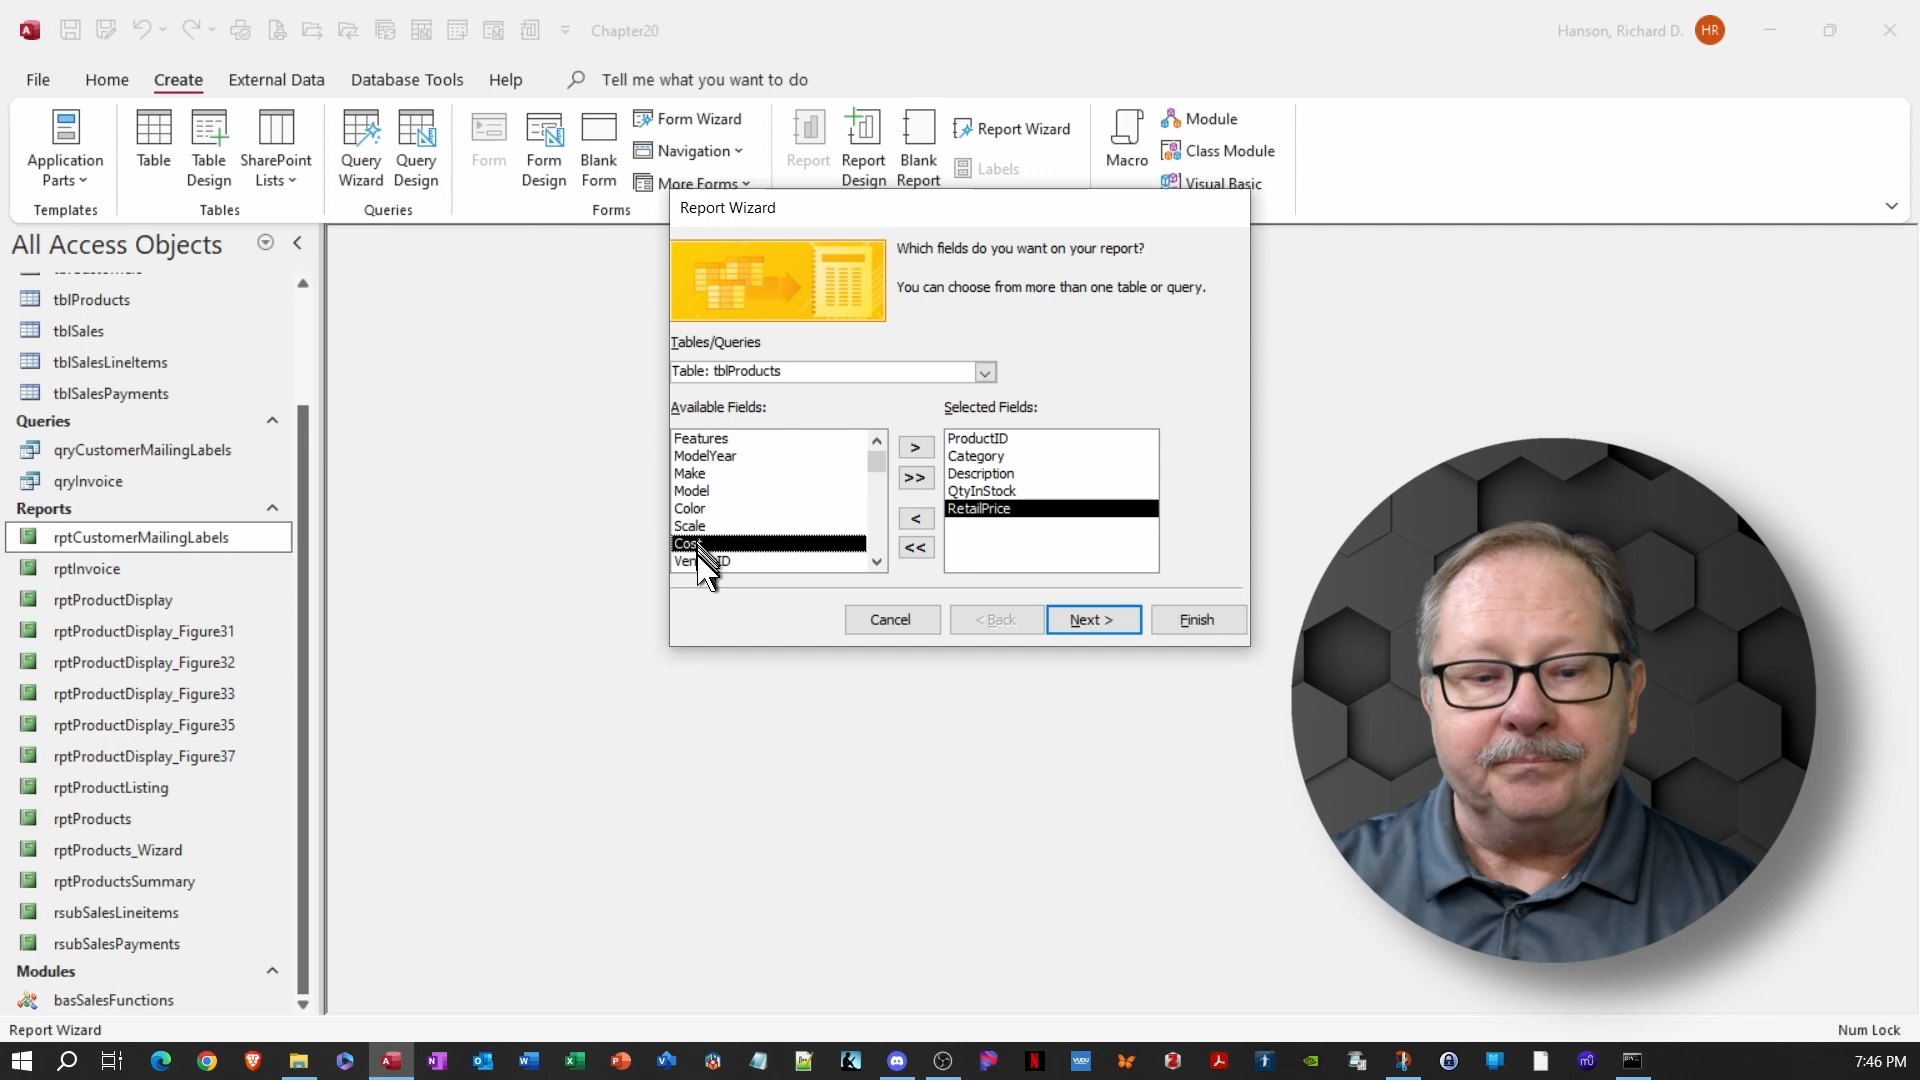 Chapter20
Hanson, Richard D.
HR
File Home Create External Data Database Tools Help Tell me what you want to do
Application Parts
Templates
Table
Table Design
SharePoint Lists
Tables
Query Wizard
Query Design
Queries
Form
Form Design
Blank Form
Form Wizard
Navigation
More Forms
Forms
Report
Report Design
Blank Report
Report Wizard
Labels
Macro
Module
Class Module
Visual Basic
All Access Objects
tblProducts
tblSales
tblSalesLineItems
tblSalesPayments
Queries
qryCustomerMailingLabels
qryInvoice
Reports
rptCustomerMailingLabels
rptInvoice
rptProductDisplay
rptProductDisplay_Figure31
rptProductDisplay_Figure32
rptProductDisplay_Figure33
rptProductDisplay_Figure35
rptProductDisplay_Figure37
rptProductListing
rptProducts
rptProducts_Wizard
rptProductsSummary
rsubSalesLineitems
rsubSalesPayments
Modules
basSalesFunctions
Report Wizard
Which fields do you want on your report?
You can choose from more than one table or query.
Tables/Queries
Table: tblProducts
Available Fields:
Features
ModelYear
Make
Model
Color
Scale
Cost
>
>>
<
<<
Selected Fields:
ProductID
Category
Description
QtyInStock
RetailPrice
Cancel
< Back
Next >
Finish
Report Wizard
Num Lock
7:46 PM